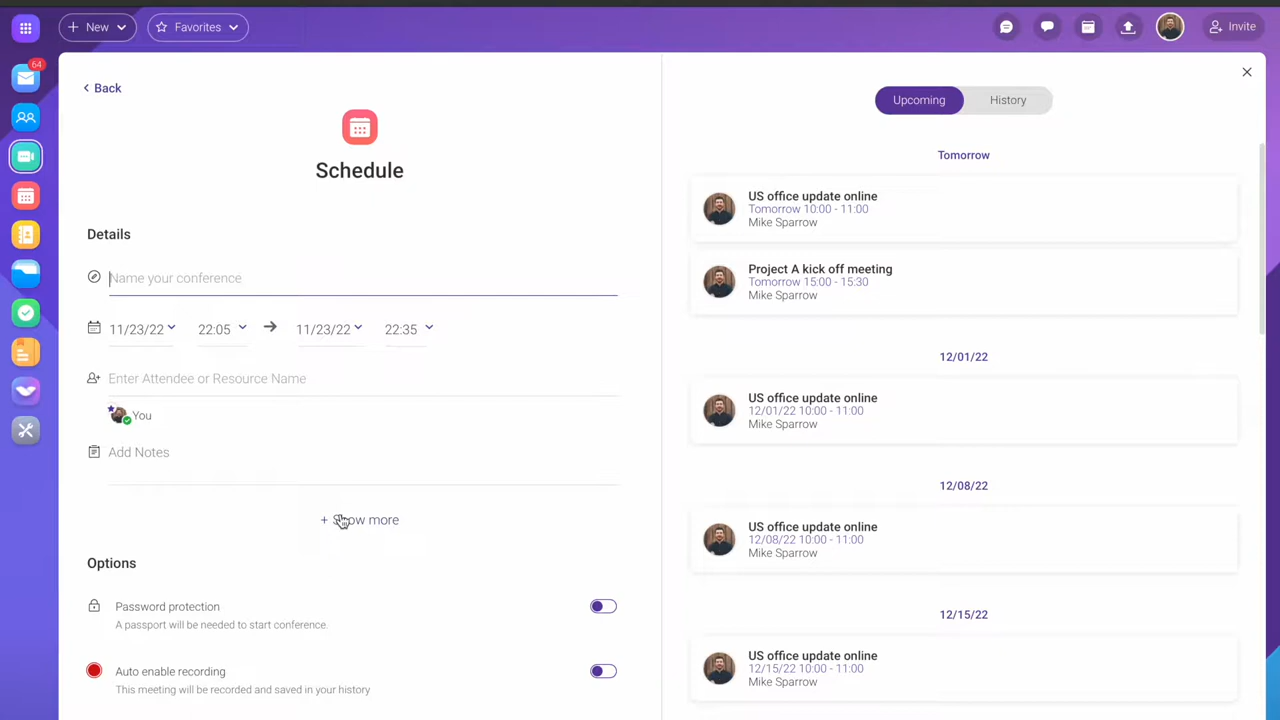 New
Favorites
Invite
64
Back
Schedule
Details
Name your conference
11/23/22 22:05 11/23/22 22:35
Enter Attendee or Resource Name
You
Add Notes
+ Show more
Options
Password protection
A passport will be needed to start conference.
Auto enable recording
This meeting will be recorded and saved in your history
Upcoming History
Tomorrow
US office update online
Tomorrow 10:00 - 11:00
Mike Sparrow
Project A kick off meeting
Tomorrow 15:00 - 15:30
Mike Sparrow
12/01/22
US office update online
12/01/22 10:00 - 11:00
Mike Sparrow
12/08/22
US office update online
12/08/22 10:00 - 11:00
Mike Sparrow
12/15/22
US office update online
12/15/22 10:00 - 11:00
Mike Sparrow